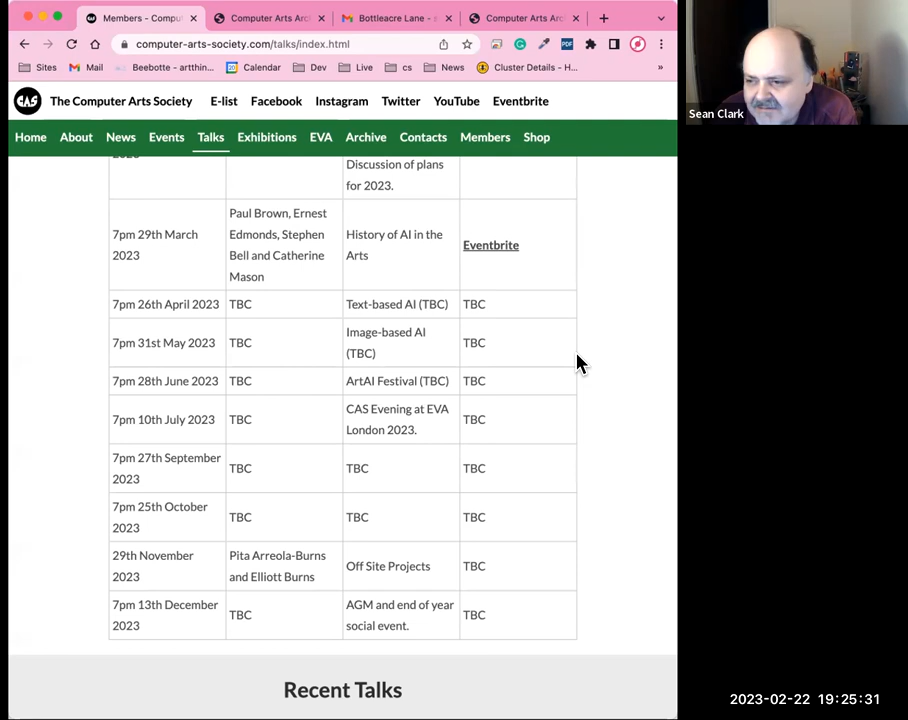 Members - Compu
Computer Arts Arc
Bottleacre Lane -
Computer Arts Arc
computer-arts-society.com/talks/index.html
Sites
Mail
Beebotte - artthin...
Calendar
Dev
Live
cs
News
Cluster Details - H...
»
CAS
The Computer Arts Society
E-list
Facebook
Instagram
Twitter
YouTube
Eventbrite
Home
About
News
Events
Talks
Exhibitions
EVA
Archive
Contacts
Members
Shop
Discussion of plans
for 2023.
7pm 29th March
2023
Paul Brown, Ernest
Edmonds, Stephen
Bell and Catherine
Mason
History of AI in the
Arts
Eventbrite
7pm 26th April 2023
TBC
Text-based AI (TBC)
TBC
7pm 31st May 2023
TBC
Image-based AI
(TBC)
TBC
7pm 28th June 2023
TBC
ArtAI Festival (TBC)
TBC
7pm 10th July 2023
TBC
CAS Evening at EVA
London 2023.
TBC
7pm 27th September
2023
TBC
TBC
TBC
7pm 25th October
2023
TBC
TBC
TBC
29th November
2023
Pita Arreola-Burns
and Elliott Burns
Off Site Projects
TBC
7pm 13th December
2023
TBC
AGM and end of year
social event.
TBC
Recent Talks
Sean Clark
2023-02-22 19:25:31